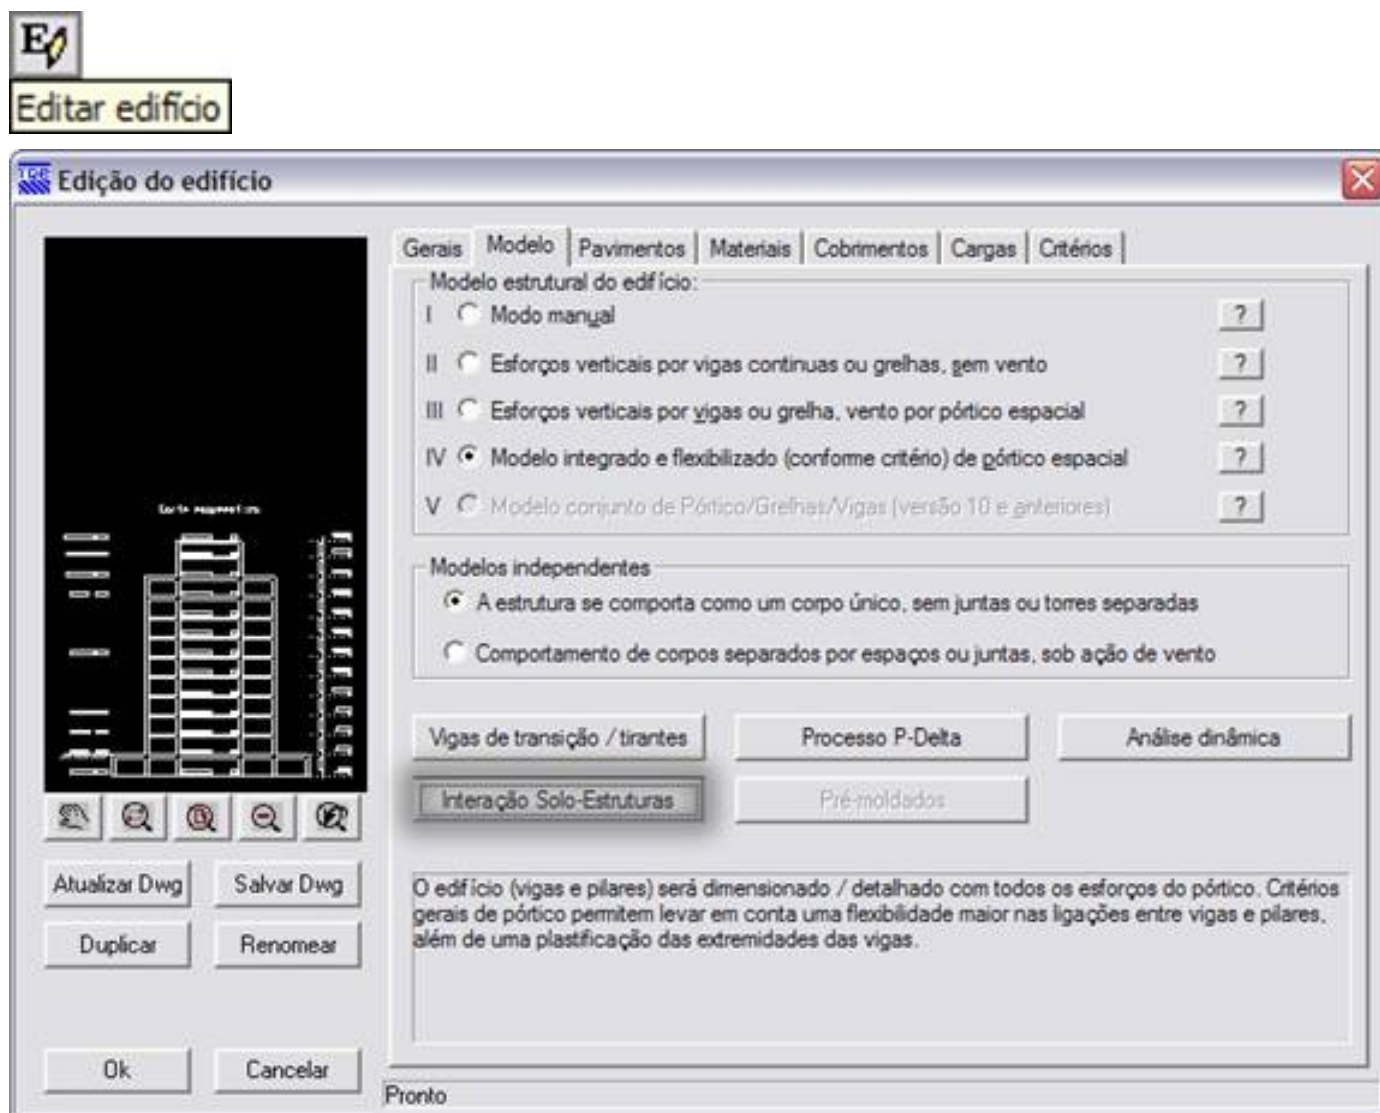 E
Editar edifício
TQS Edição do edifício
Gerais Modelo Pavimentos Materiais Cobrimentos Cargas Critérios
Modelo estrutural do edifício:
I Modo manual ?
II Esforços verticais por vigas continuas ou grelhas, sem vento ?
III Esforços verticais por vigas ou grelha, vento por pórtico espacial ?
IV Modelo integrado e flexibilizado (conforme critério) de pórtico espacial ?
V Modelo conjunto de Pórtico/Grelhas/Vigas (versão 10 e anteriores) ?
Modelos independentes
A estrutura se comporta como um corpo único, sem juntas ou torres separadas
Comportamento de corpos separados por espaços ou juntas, sob ação de vento
Vigas de transição / tirantes Processo P-Delta Análise dinâmica
Interação Solo-Estruturas Pré-moldados
Atualizar Dwg Salvar Dwg
Duplicar Renomear
O edifício (vigas e pilares) será dimensionado / detalhado com todos os esforços do pórtico. Critérios
gerais de pórtico permitem levar em conta uma flexibilidade maior nas ligações entre vigas e pilares,
além de uma plastificação das extremidades das vigas.
Ok Cancelar
Pronto